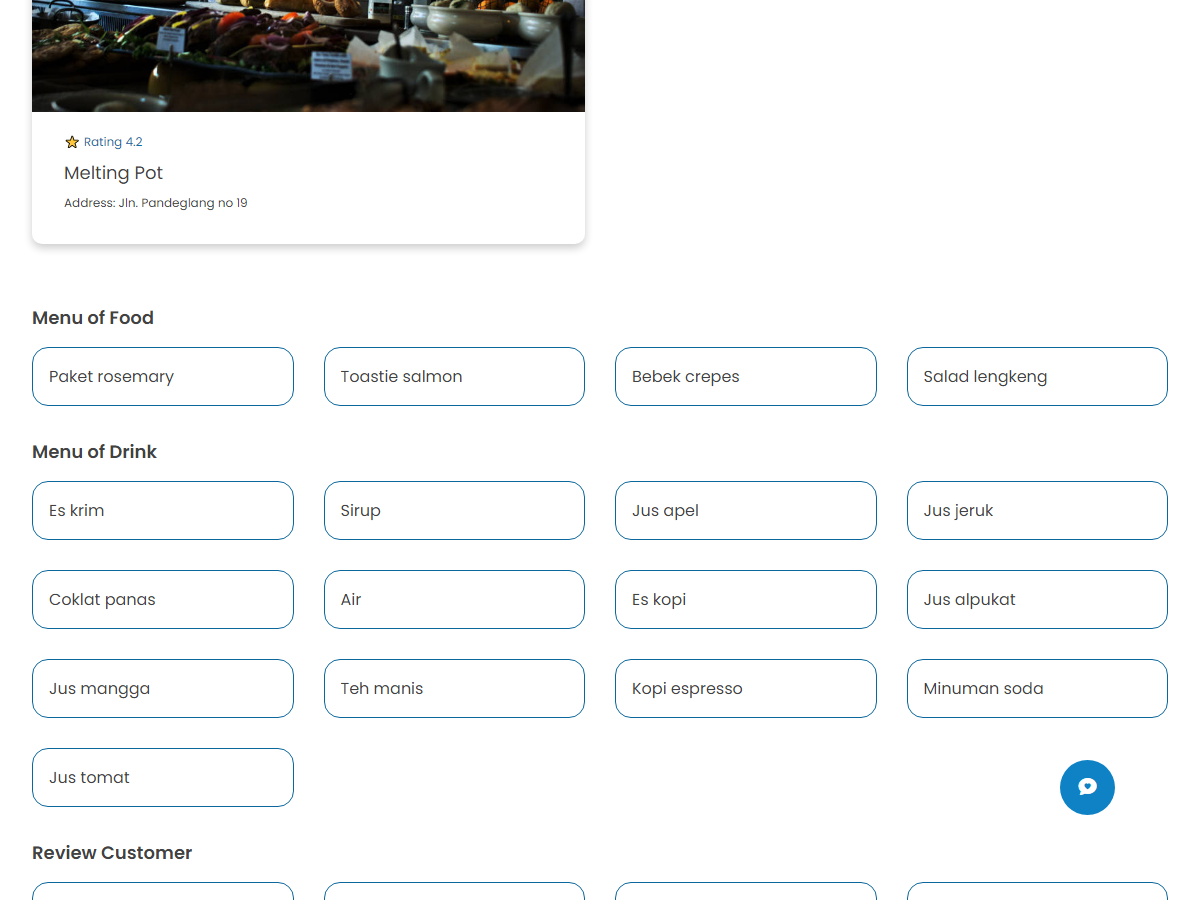 Rating 4.2
Melting Pot
Address: Jln. Pandeglang no 19
Menu of Food
Paket rosemary
Toastie salmon
Bebek crepes
Salad lengkeng
Menu of Drink
Es krim
Sirup
Jus apel
Jus jeruk
Coklat panas
Air
Es kopi
Jus alpukat
Jus mangga
Teh manis
Kopi espresso
Minuman soda
Jus tomat
Review Customer